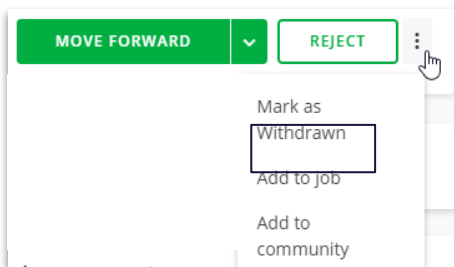 MOVE FORWARD REJECT
Mark as
Withdrawn
Add to job
Add to
community